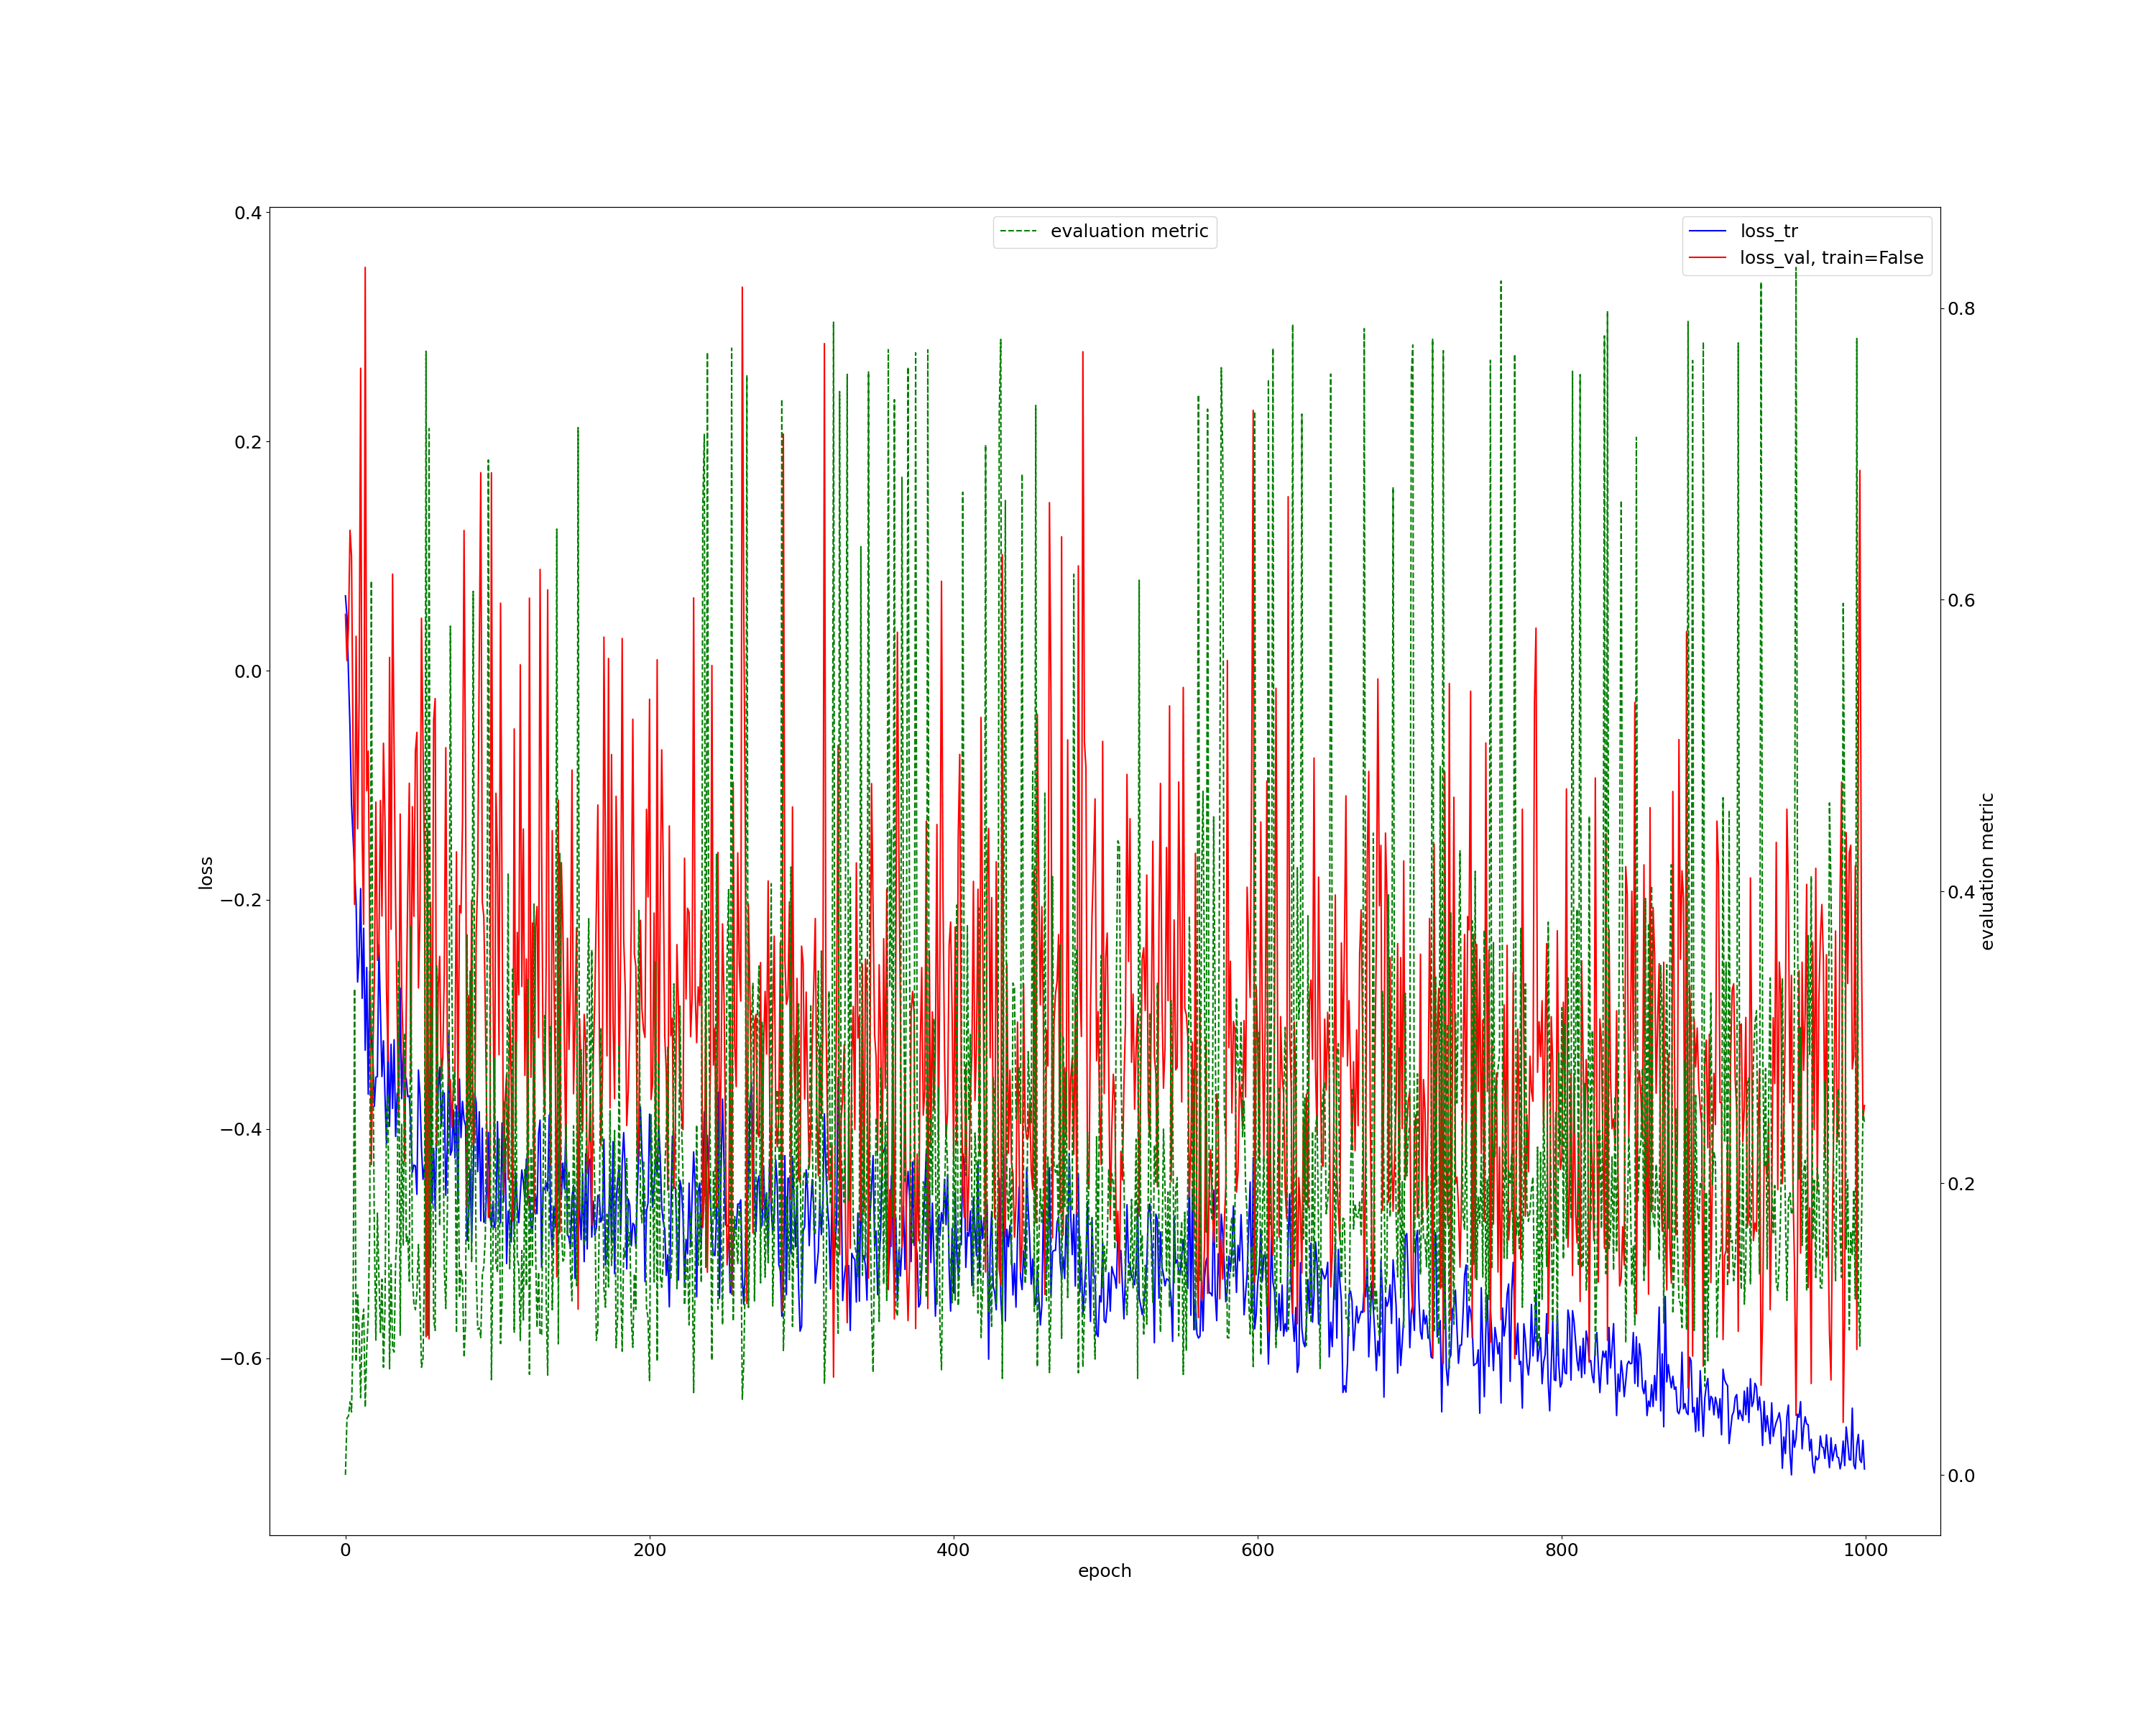 evaluation metric
loss_tr
loss_val, train=False
0.4
0.2
0.0
−0.2
−0.4
−0.6
loss
0.8
0.6
0.4
0.2
0.0
evaluation metric
0
200
400
600
800
1000
epoch